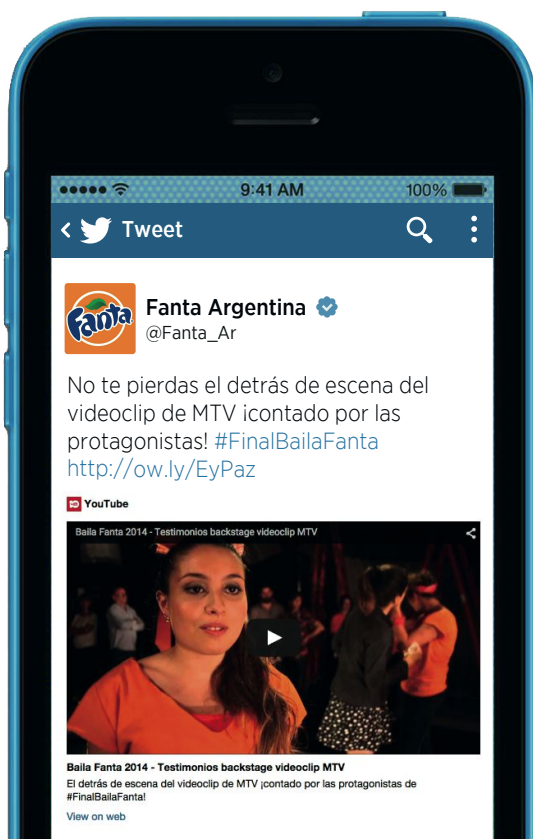 9:41 AM
100%
Tweet
Fanta
Fanta Argentina
@Fanta_Ar
No te pierdas el detrás de escena del
videoclip de MTV ¡contado por las
protagonistas! #FinalBailaFanta
http://ow.ly/EyPaz
YouTube
Baila Fanta 2014 - Testimonios backstage videoclip MTV
Baila Fanta 2014 - Testimonios backstage videoclip MTV
El detrás de escena del videoclip de MTV ¡contado por las protagonistas de
#FinalBailaFanta!
View on web